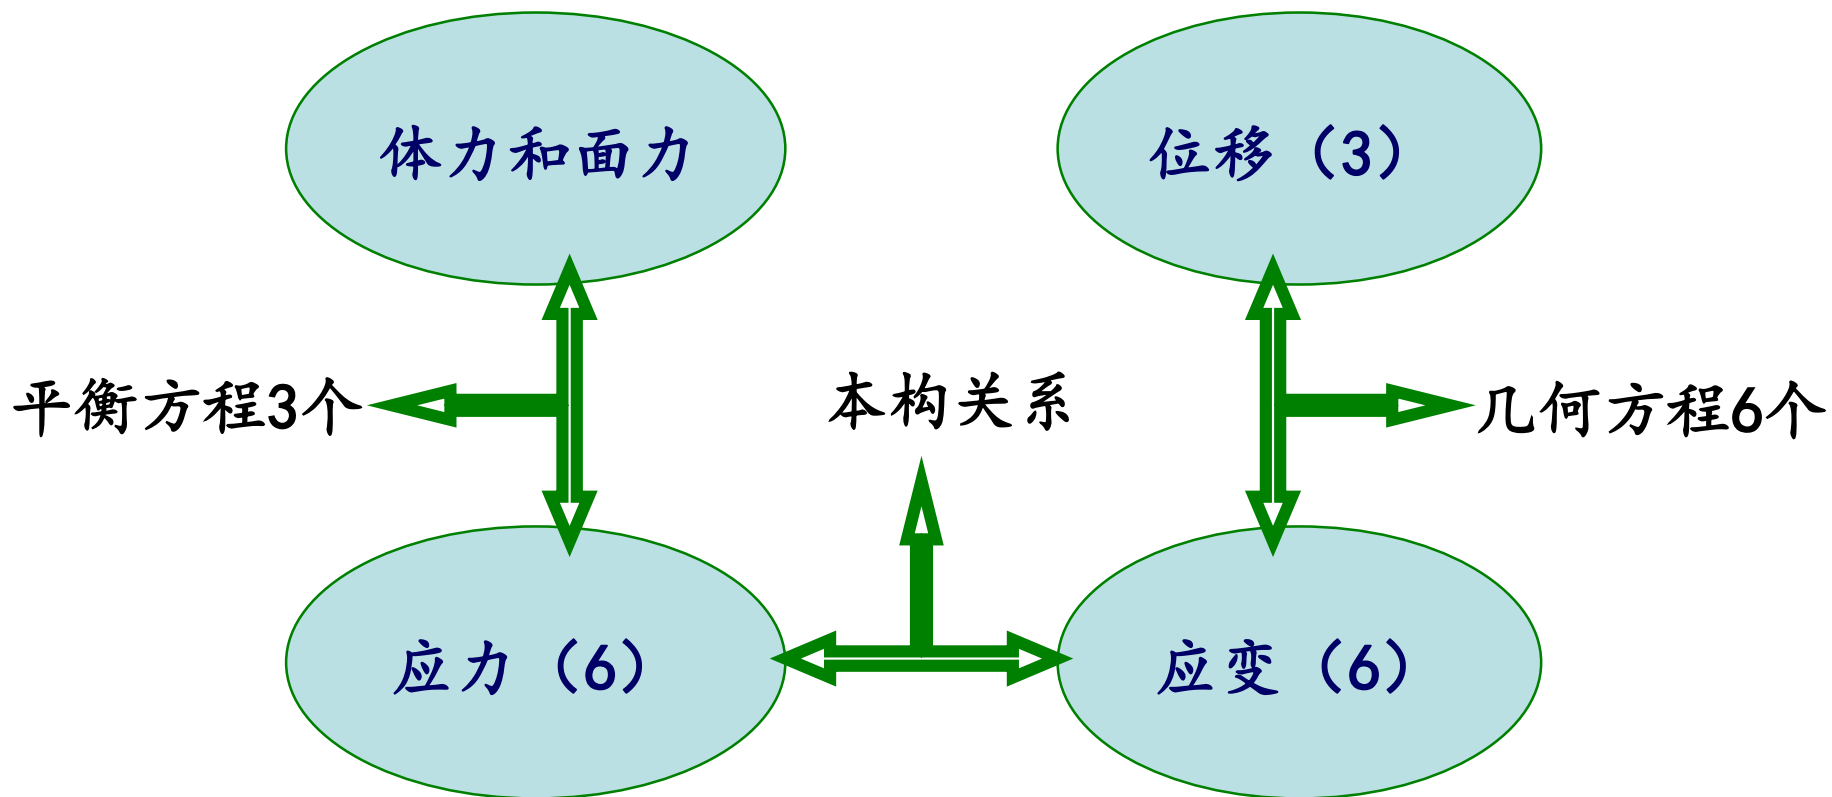 体力和面力
位移（3）
平衡方程3个
本构关系
几何方程6个
应力（6）
应变（6）